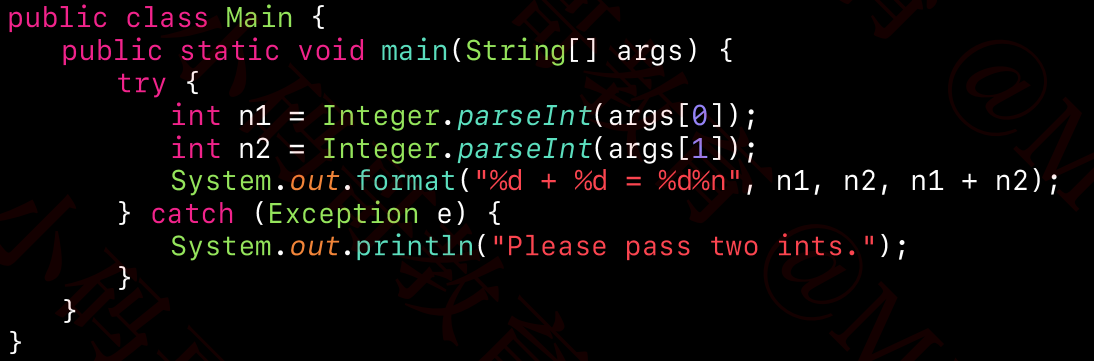 public class Main {
    public static void main(String[] args) {
        try {
            int n1 = Integer.parseInt(args[0]);
            int n2 = Integer.parseInt(args[1]);
            System.out.format("%d + %d = %d%n", n1, n2, n1 + n2);
        } catch (Exception e) {
            System.out.println("Please pass two ints.");
        }
    }
}